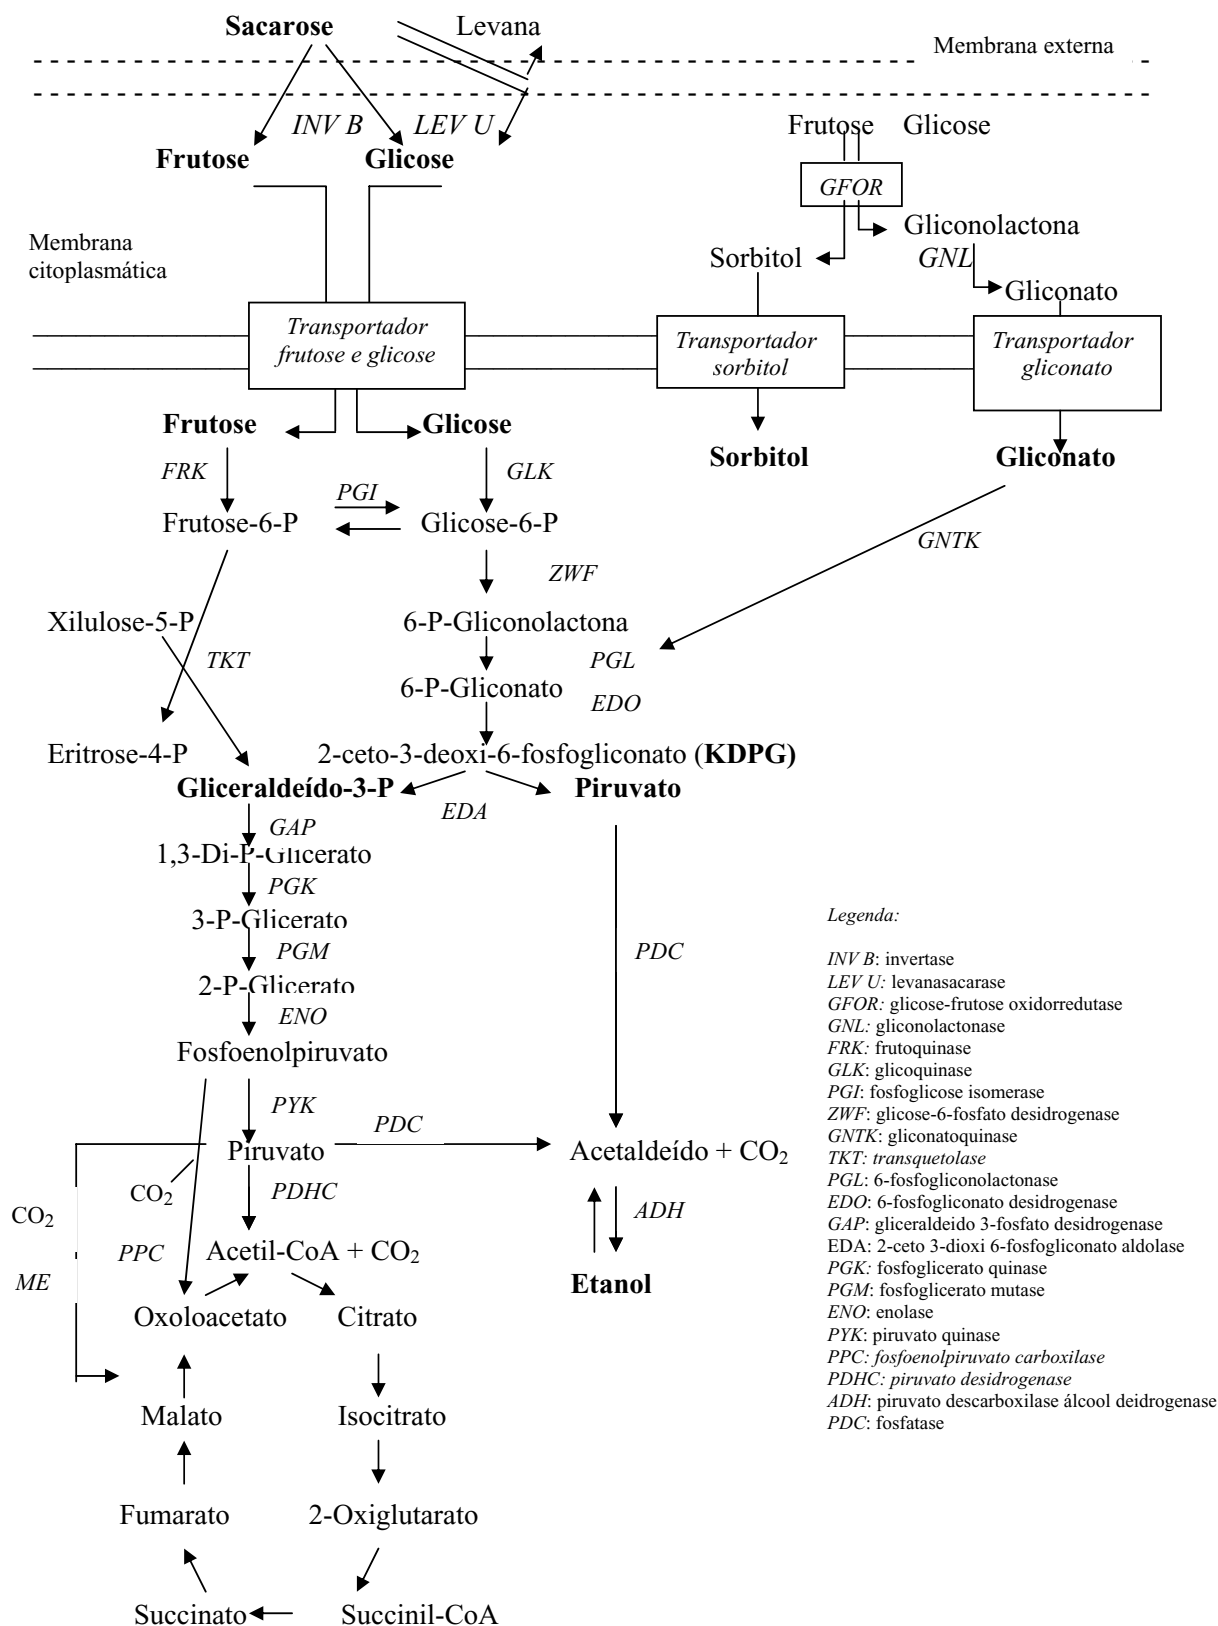 Sacarose
Levana
Membrana externa
INV B
LEV U
Frutose
Glicose
Frutose
Glicose
GFOR
Gliconolactona
Membrana
citoplasmática
Sorbitol
GNL
Gliconato
Transportador
frutose e glicose
Transportador
sorbitol
Transportador
gliconato
Frutose
Glicose
Sorbitol
Gliconato
FRK
PGI
GLK
Frutose-6-P
Glicose-6-P
GNTK
ZWF
Xilulose-5-P
6-P-Gliconolactona
TKT
PGL
6-P-Gliconato
EDO
Eritrose-4-P
2-ceto-3-deoxi-6-fosfogliconato (KDPG)
Gliceraldeído-3-P
Piruvato
EDA
GAP
1,3-Di-P-Glicerato
PGK
3-P-Glicerato
PGM
PDC
2-P-Glicerato
ENO
Fosfoenolpiruvato
PYK
PDC
Piruvato
Acetaldeído + CO2
CO2
PDHC
CO2
ADH
PPC
Acetil-CoA + CO2
ME
Etanol
Oxoloacetato
Citrato
Malato
Isocitrato
Fumarato
2-Oxiglutarato
Succinato
Succinil-CoA
Legenda:
INV B: invertase
LEV U: levanasacarase
GFOR: glicose-frutose oxidorredutase
GNL: gliconolactonase
FRK: frutoquinase
GLK: glicoquinase
PGI: fosfoglicose isomerase
ZWF: glicose-6-fosfato desidrogenase
GNTK: gliconatoquinase
TKT: transquetolase
PGL: 6-fosfogliconolactonase
EDO: 6-fosfogliconato desidrogenase
GAP: gliceraldeido 3-fosfato desidrogenase
EDA: 2-ceto 3-dioxi 6-fosfogliconato aldolase
PGK: fosfoglicerato quinase
PGM: fosfoglicerato mutase
ENO: enolase
PYK: piruvato quinase
PPC: fosfoenolpiruvato carboxilase
PDHC: piruvato desidrogenase
ADH: piruvato descarboxilase álcool deidrogenase
PDC: fosfatase